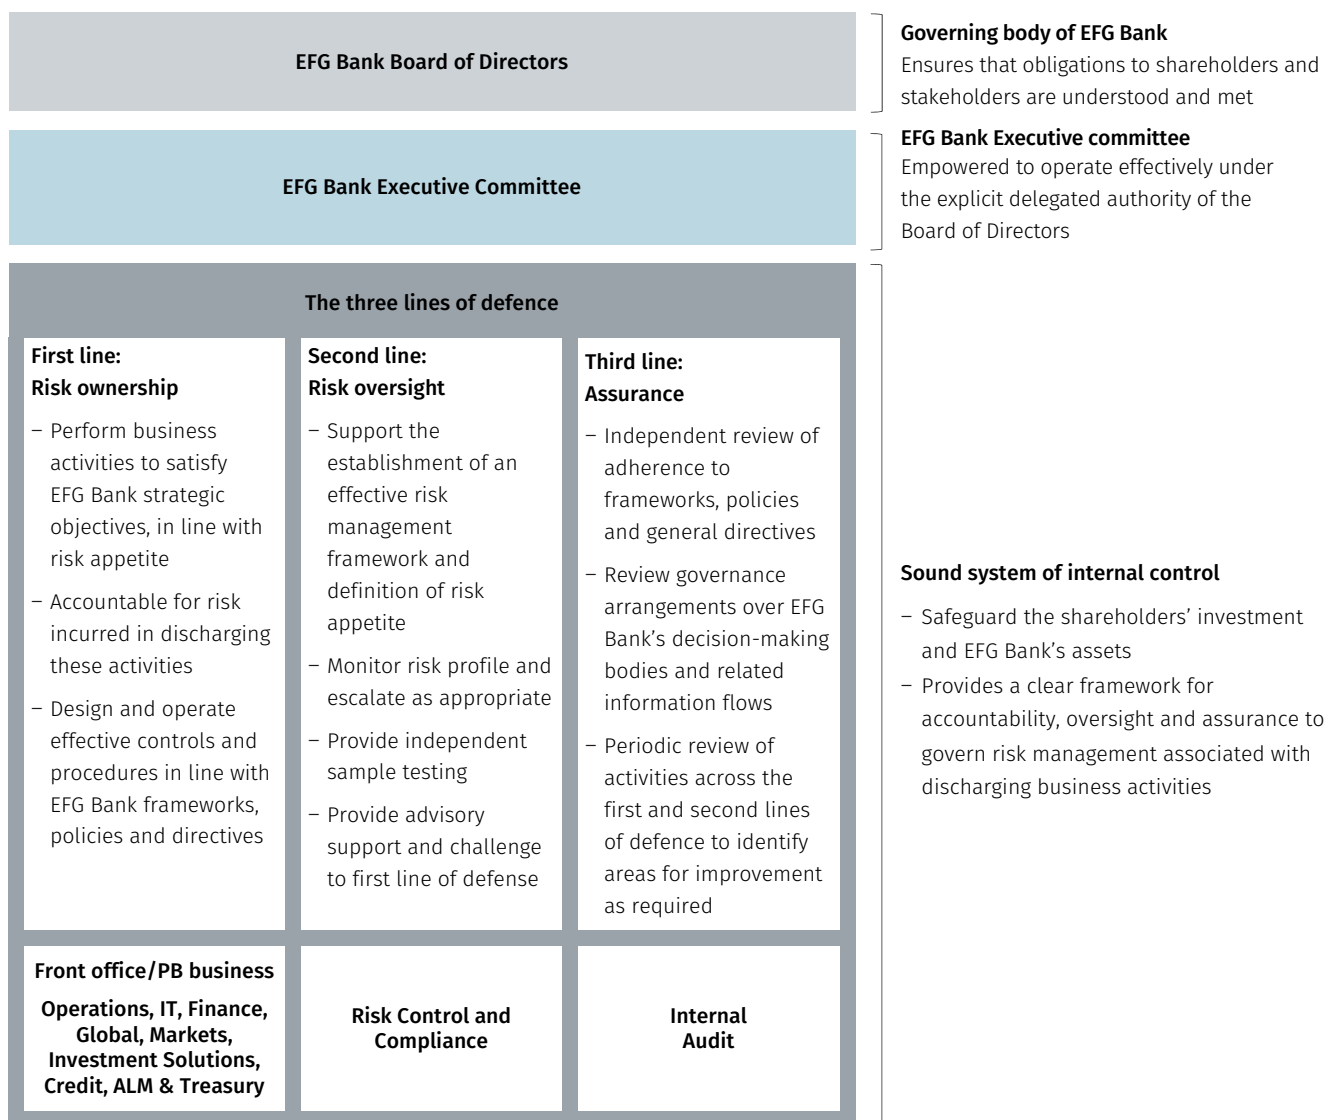 EFG Bank Board of Directors
Governing body of EFG Bank
Ensures that obligations to shareholders and
stakeholders are understood and met
EFG Bank Executive Committee
EFG Bank Executive committee
Empowered to operate effectively under
the explicit delegated authority of the
Board of Directors
The three lines of defence
First line:
Risk ownership
– Perform business
activities to satisfy
EFG Bank strategic
objectives, in line with
risk appetite
– Accountable for risk
incurred in discharging
these activities
– Design and operate
effective controls and
procedures in line with
EFG Bank frameworks,
policies and directives
Second line:
Risk oversight
– Support the
establishment of an
effective risk
management
framework and
definition of risk
appetite
– Monitor risk profile and
escalate as appropriate
– Provide independent
sample testing
– Provide advisory
support and challenge
to first line of defense
Third line:
Assurance
– Independent review of
adherence to
frameworks, policies
and general directives
– Review governance
arrangements over EFG
Bank’s decision-making
bodies and related
information flows
– Periodic review of
activities across the
first and second lines
of defence to identify
areas for improvement
as required
Front office/PB business
Operations, IT, Finance,
Global, Markets,
Investment Solutions,
Credit, ALM & Treasury
Risk Control and
Compliance
Internal
Audit
Sound system of internal control
– Safeguard the shareholders’ investment
and EFG Bank’s assets
– Provides a clear framework for
accountability, oversight and assurance to
govern risk management associated with
discharging business activities